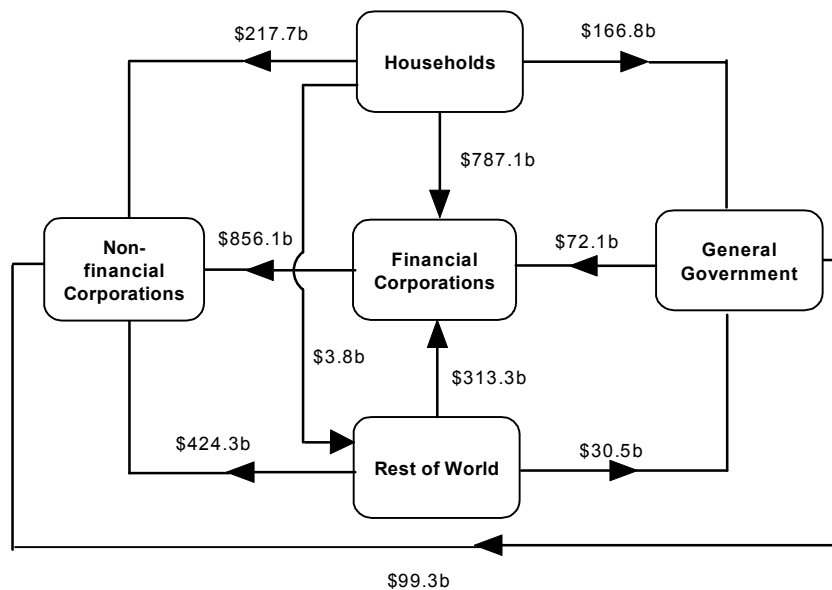 $217.7b
$166.8b
Households
$787.1b
Non-
financial
Corporations
$856.1b
Financial
Corporations
$72.1b
General
Government
$3.8b
$313.3b
$424.3b
Rest of World
$30.5b
$99.3b